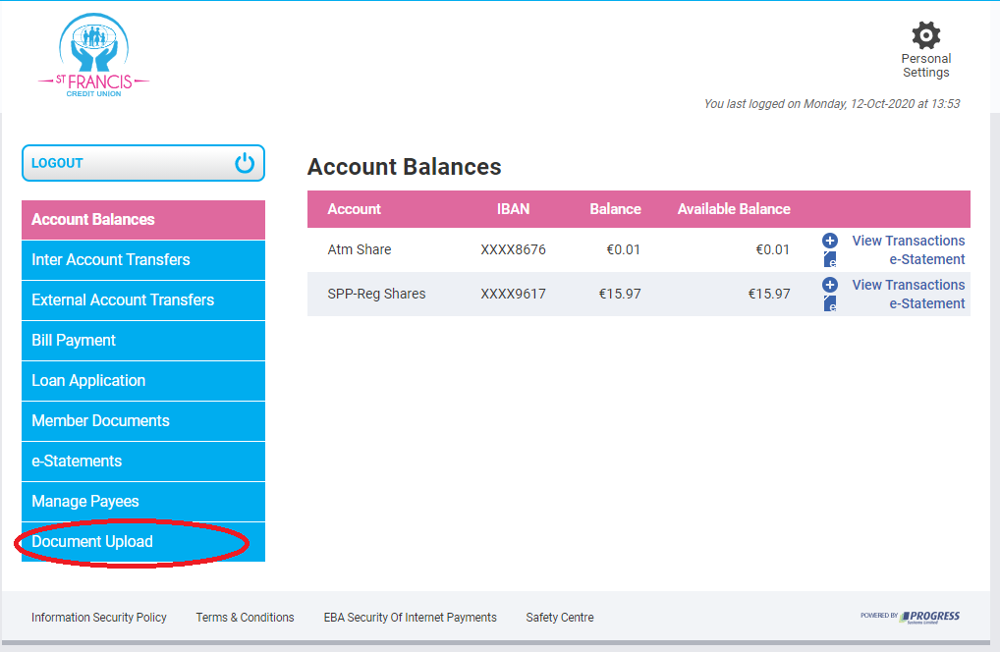 ST FRANCIS
CREDIT UNION
Personal
Settings
You last logged on Monday, 12-Oct-2020 at 13:53
LOGOUT
Account Balances
Inter Account Transfers
External Account Transfers
Bill Payment
Loan Application
Member Documents
e-Statements
Manage Payees
Document Upload
Account Balances
Account IBAN Balance Available Balance
Atm Share XXXX8676 €0.01 €0.01 View Transactions
e e-Statement
SPP-Reg Shares XXXX9617 €15.97 €15.97 View Transactions
e e-Statement
Information Security Policy Terms & Conditions EBA Security Of Internet Payments Safety Centre
POWERED BY PROGRESS
Systems Limited